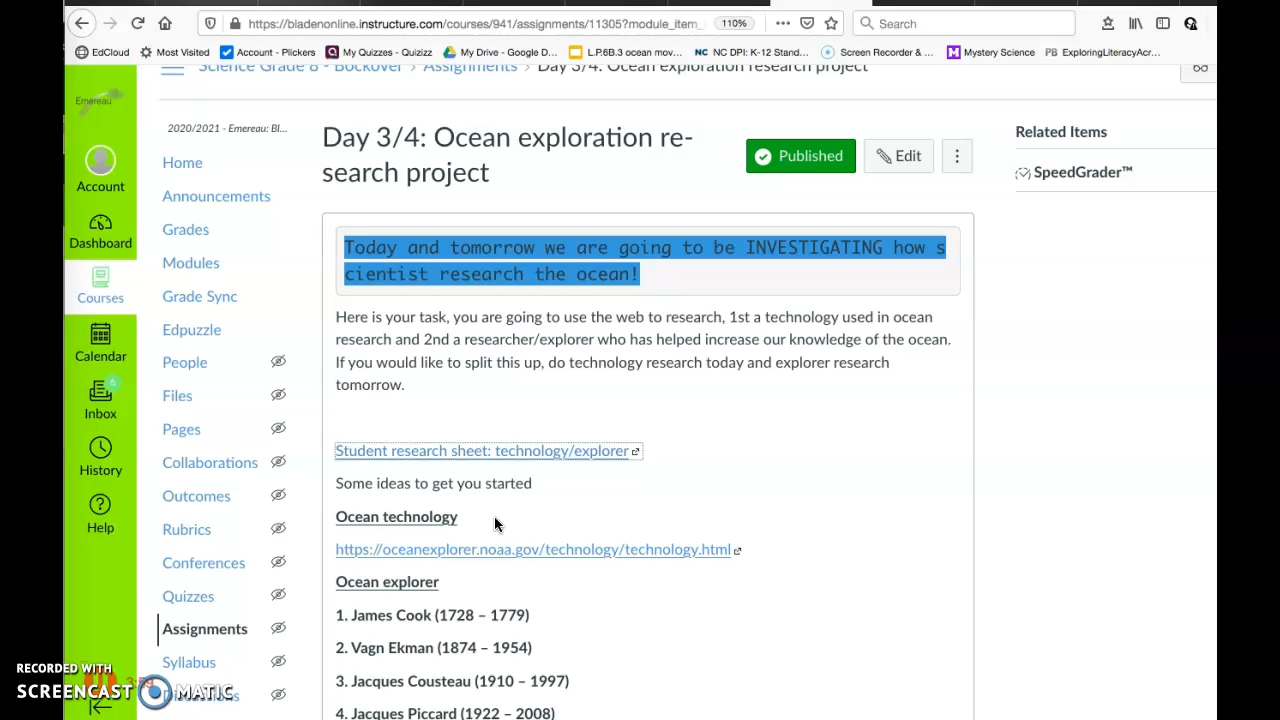 https://bladenonline.instructure.com/courses/941/assignments/11305?module_item_
110%
Search
EdCloud
Most Visited
Account - Plickers
My Quizzes - Quizizz
My Drive - Google D...
L.P.6B.3 ocean mov...
NC NC DPI: K-12 Stand...
Screen Recorder & ...
Mystery Science
PB ExploringLiteracyAcr...
Science Grade 8 - Bockover > Assignments > Day 3/4: Ocean exploration research project
Emereau
Account
Dashboard
Courses
Calendar
6
Inbox
History
Help
2020/2021 - Emereau: Bl...
Home
Announcements
Grades
Modules
Grade Sync
Edpuzzle
People
Files
Pages
Collaborations
Outcomes
Rubrics
Conferences
Quizzes
Assignments
Syllabus
Day 3/4: Ocean exploration re-
search project
Published
Edit
Related Items
SpeedGrader™
Today and tomorrow we are going to be INVESTIGATING how s
cientist research the ocean!
Here is your task, you are going to use the web to research, 1st a technology used in ocean
research and 2nd a researcher/explorer who has helped increase our knowledge of the ocean.
If you would like to split this up, do technology research today and explorer research
tomorrow.
Student research sheet: technology/explorer
Some ideas to get you started
Ocean technology
https://oceanexplorer.noaa.gov/technology/technology.html
Ocean explorer
1. James Cook (1728 – 1779)
2. Vagn Ekman (1874 – 1954)
3. Jacques Cousteau (1910 – 1997)
4. Jacques Piccard (1922 – 2008)
RECORDED WITH
SCREENCAST MATIC